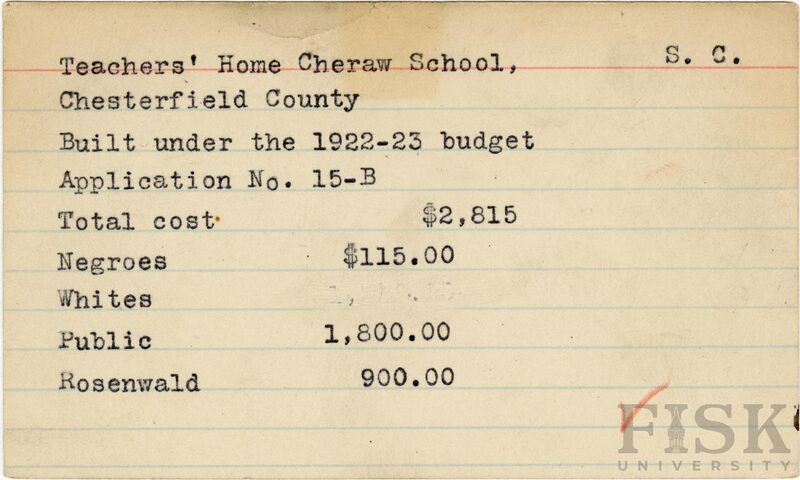 Teachers' Home Cheraw School, S. C.
Chesterfield County
Built under the 1922-23 budget
Application No. 15-B
Total cost $2,815
Negroes $115.00
Whites
Public 1,800.00
Rosenwald 900.00
FISK
UNIVERSITY